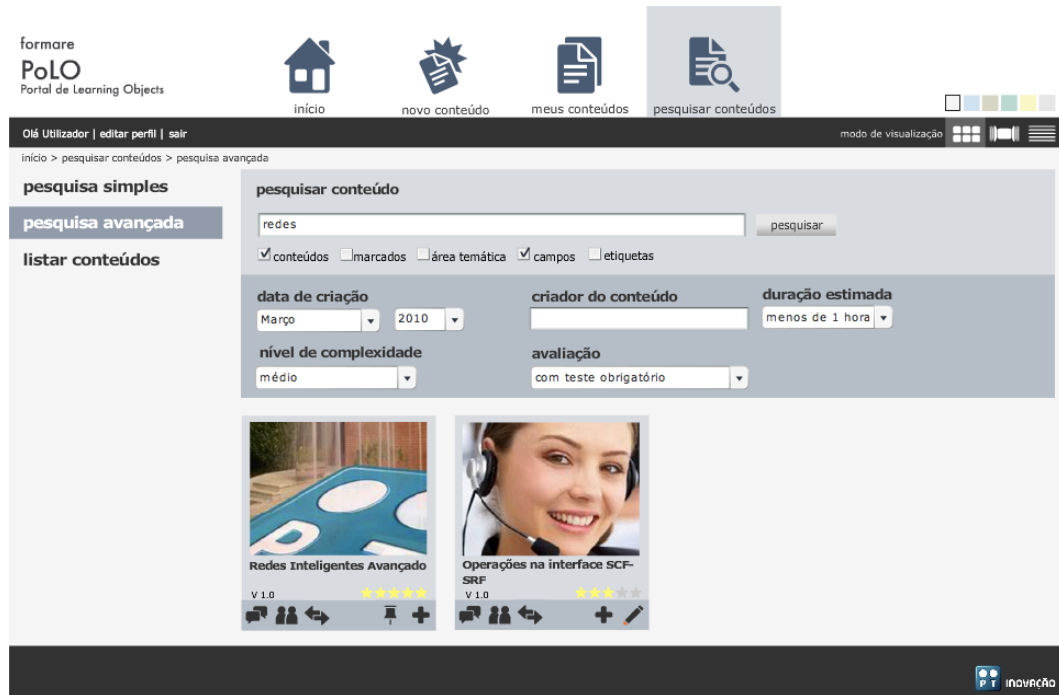 formare
PoLO
Portal de Learning Objects
início
novo conteúdo
meus conteúdos
pesquisar conteúdos
Olá Utilizador | editar perfil | sair
modo de visualização
início > pesquisar conteúdos > pesquisa avançada
pesquisa simples
pesquisa avançada
listar conteúdos
pesquisar conteúdo
redes
pesquisar
conteúdos marcados área temática campos etiquetas
data de criação
criador do conteúdo
duração estimada
Março
2010
menos de 1 hora
nível de complexidade
avaliação
médio
com teste obrigatório
Redes Inteligentes Avançado
V 1.0
Operações na interface SCF-
SRF
V 1.0
PT INOVAÇÃO